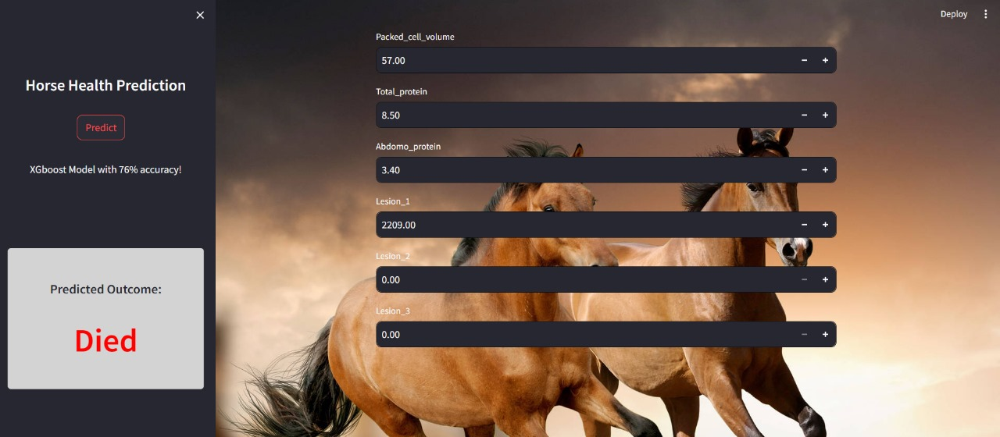 Horse Health Prediction
Predict
XGboost Model with 76% accuracy!
Predicted Outcome:
Died
Deploy
Packed_cell_volume
57.00
Total_protein
8.50
Abdomo_protein
3.40
Lesion_1
2209.00
Lesion_2
0.00
Lesion_3
0.00